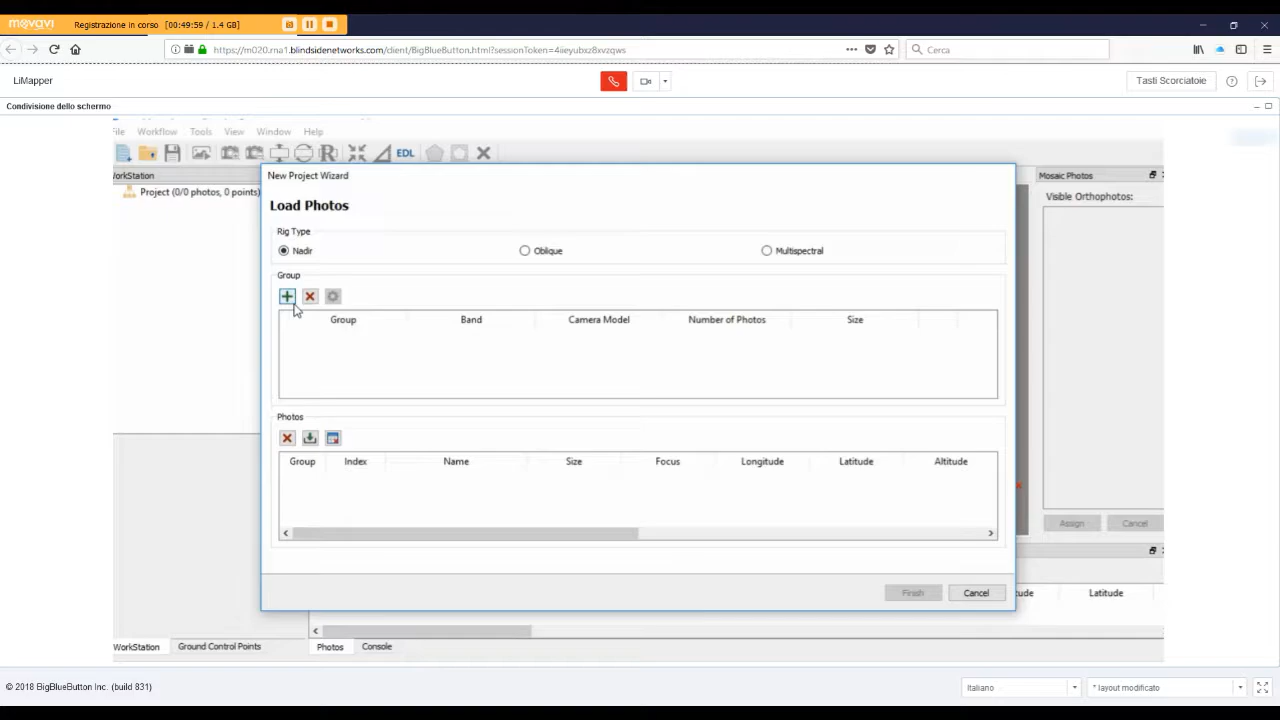 movavi Registrazione in corso [00:49:59 / 1.4 GB]
https://m020.rna1.blindsidenetworks.com/client/BigBlueButton.html?sessionToken=4iieyubxz8xvzqws
Cerca
LiMapper
Tasti Scorciatoie
Condivisione dello schermo
File Workflow Tools View Window Help
EDL
WorkStation
Project (0/0 photos, 0 points)
New Project Wizard
Load Photos
Rig Type
Nadir Oblique Multispectral
Group
Group Band Camera Model Number of Photos Size
Photos
Group Index Name Size Focus Longitude Latitude Altitude
Finish Cancel
Mosaic Photos
Visible Orthophotos:
Assign Cancel
tude Latitude
WorkStation Ground Control Points Photos Console
© 2018 BigBlueButton Inc. (build 831)
Italiano * layout modificato